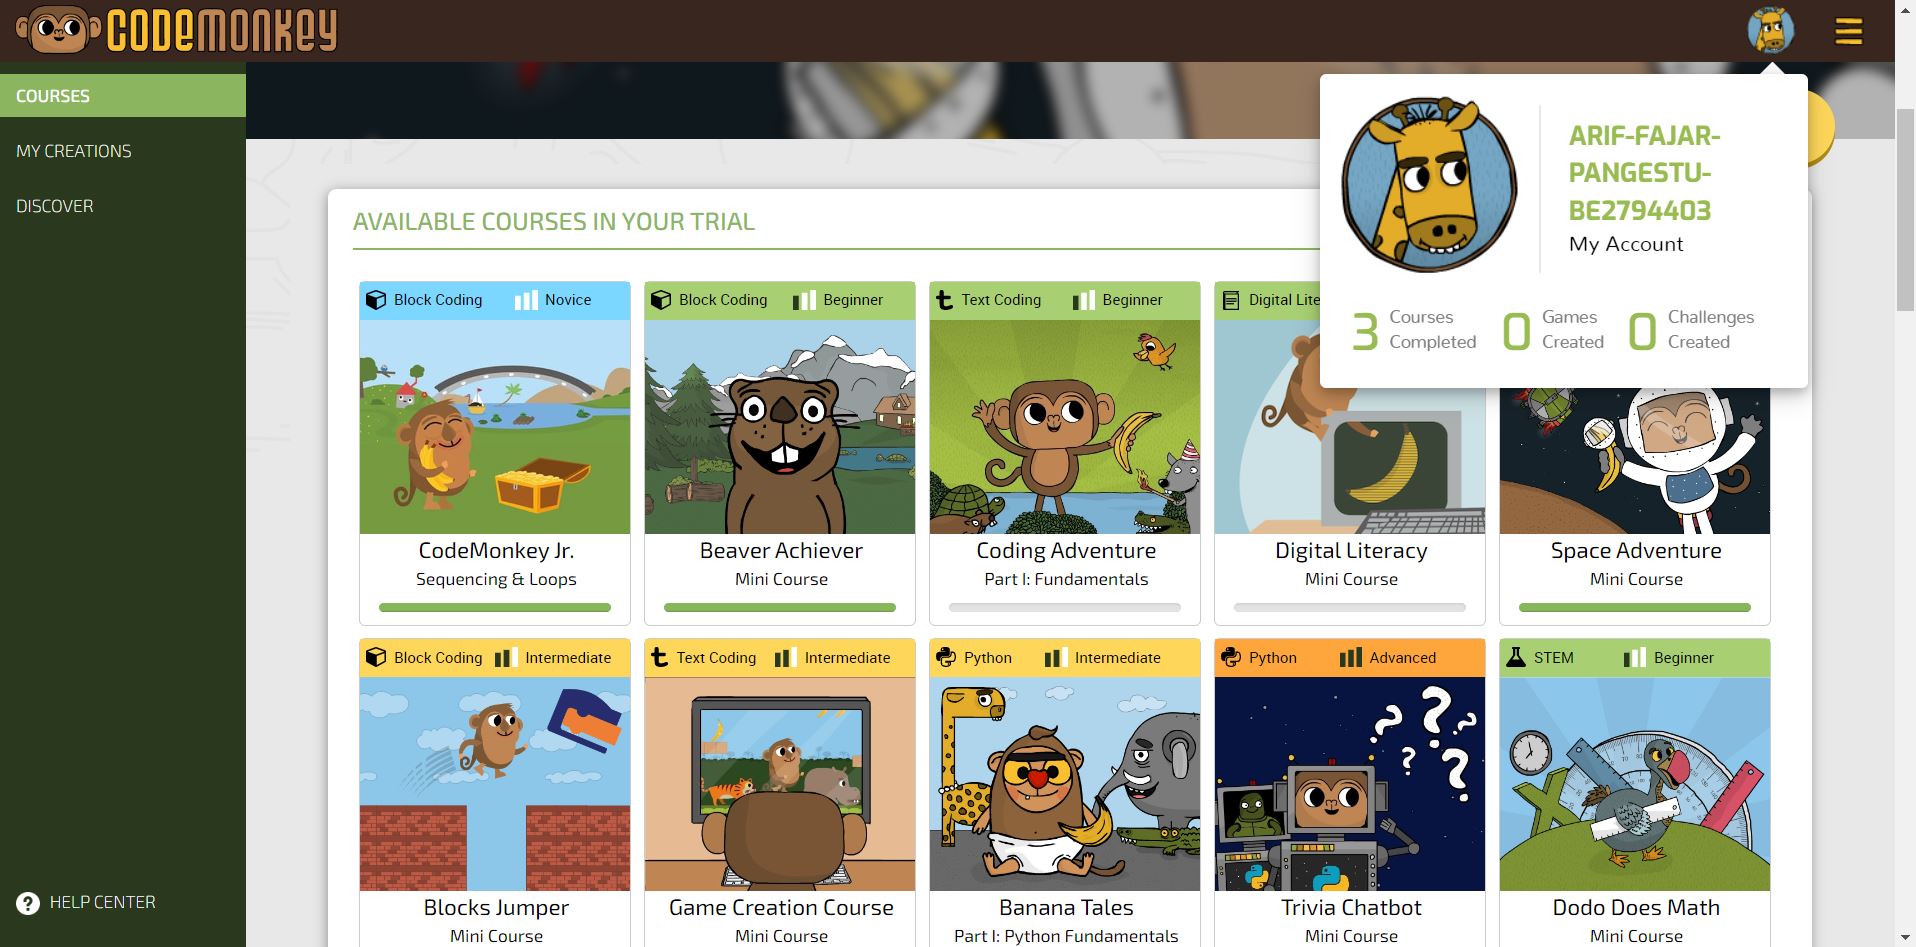 CODEMONKEY
COURSES
MY CREATIONS
DISCOVER
HELP CENTER
ARIF-FAJAR-
PANGESTU-
BE2794403
My Account
3 Courses Completed
0 Games Created
0 Challenges Created
AVAILABLE COURSES IN YOUR TRIAL
Block Coding Novice
CodeMonkey Jr.
Sequencing & Loops
Block Coding Beginner
Beaver Achiever
Mini Course
Text Coding Beginner
Coding Adventure
Part I: Fundamentals
Digital Lite
Digital Literacy
Mini Course
Space Adventure
Mini Course
Block Coding Intermediate
Blocks Jumper
Mini Course
Text Coding Intermediate
Game Creation Course
Mini Course
Python Intermediate
Banana Tales
Part I: Python Fundamentals
Python Advanced
Trivia Chatbot
Mini Course
STEM Beginner
Dodo Does Math
Mini Course